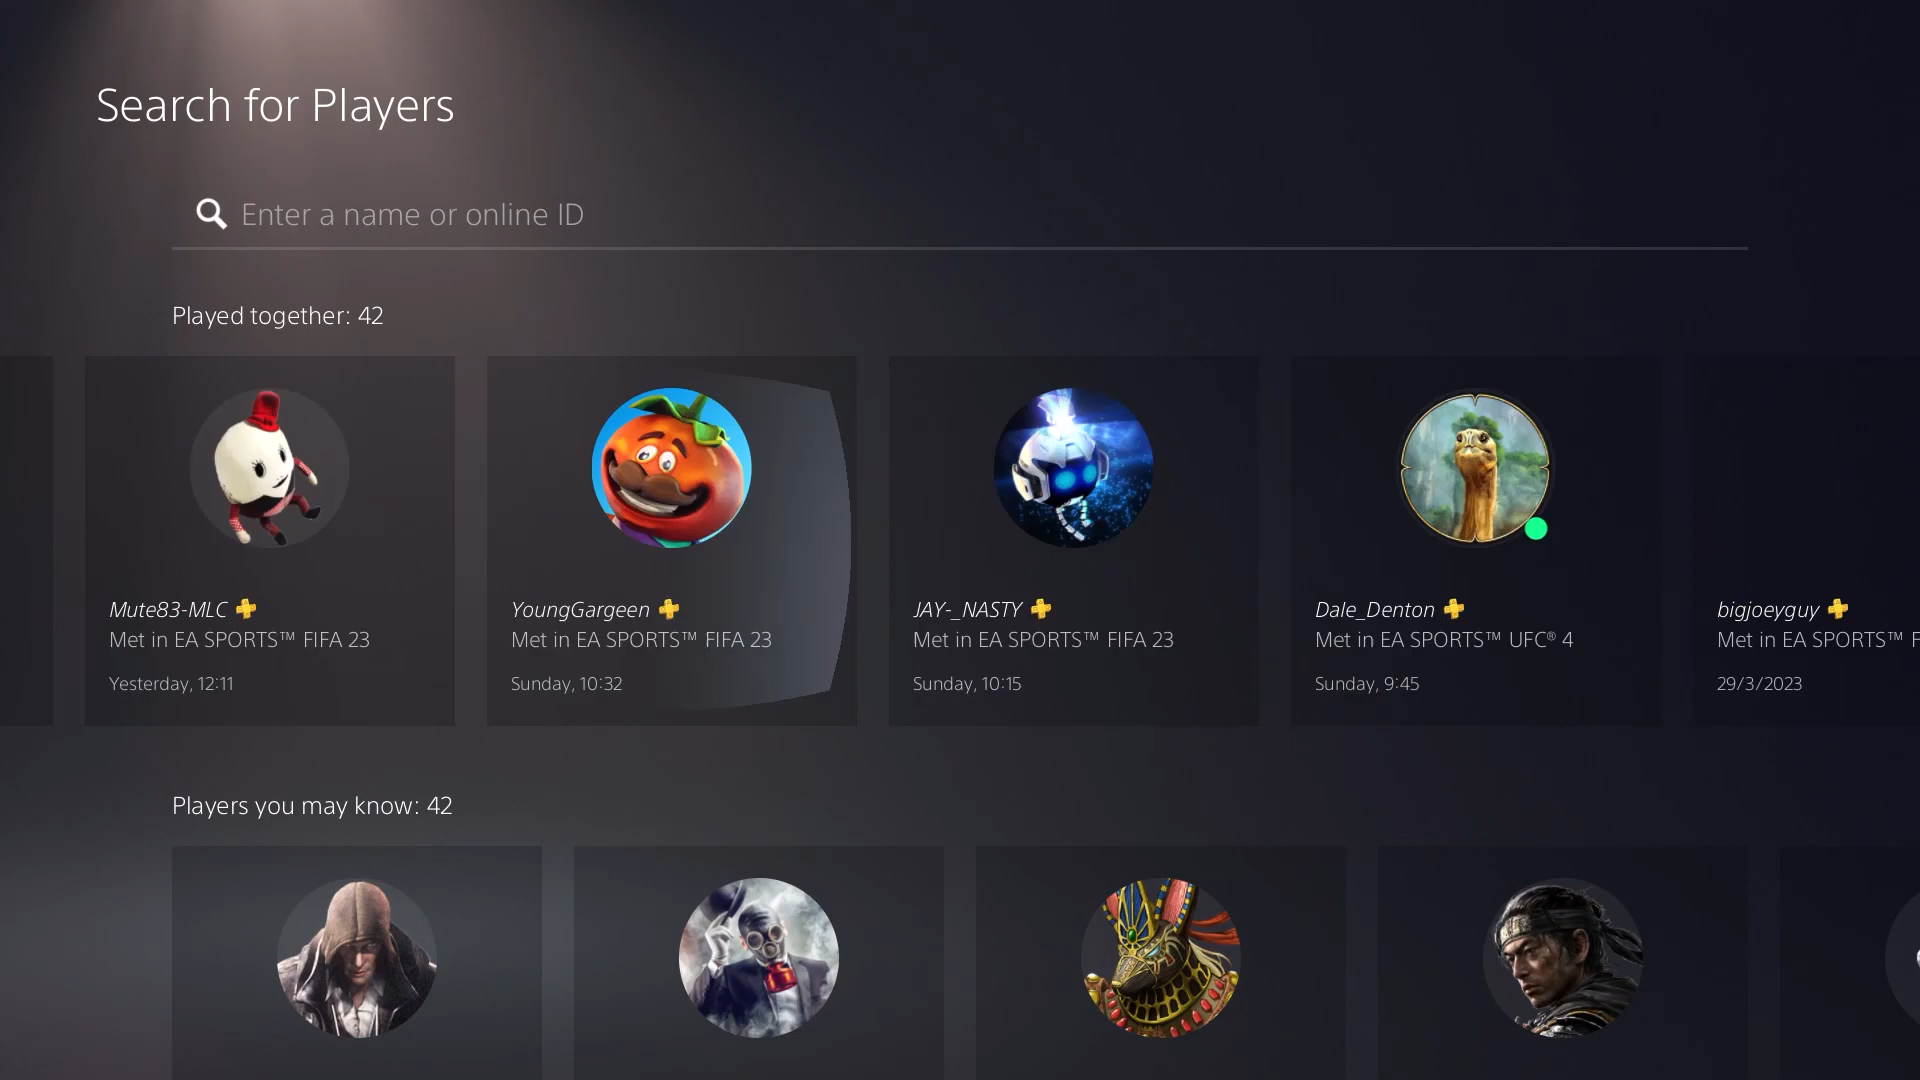 Search for Players
Enter a name or online ID
Played together: 42
Mute83-MLC
Met in EA SPORTS™ FIFA 23
Yesterday, 12:11
YoungGargeen
Met in EA SPORTS™ FIFA 23
Sunday, 10:32
JAY-_NASTY
Met in EA SPORTS™ FIFA 23
Sunday, 10:15
Dale_Denton
Met in EA SPORTS™ UFC® 4
Sunday, 9:45
bigjoeyguy
Met in EA SPORTS™ F
29/3/2023
Players you may know: 42